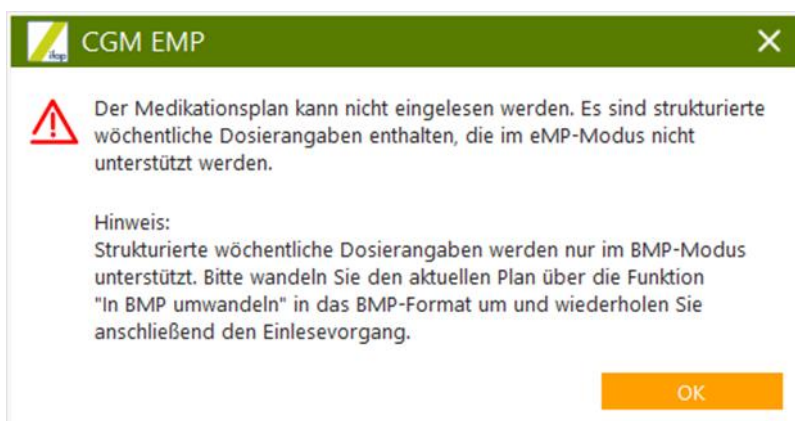 ifap
CGM EMP
Der Medikationsplan kann nicht eingelesen werden. Es sind strukturierte
wöchentliche Dosierangaben enthalten, die im eMP-Modus nicht
unterstützt werden.
Hinweis:
Strukturierte wöchentliche Dosierangaben werden nur im BMP-Modus
unterstützt. Bitte wandeln Sie den aktuellen Plan über die Funktion
"In BMP umwandeln" in das BMP-Format um und wiederholen Sie
anschließend den Einlesevorgang.
OK